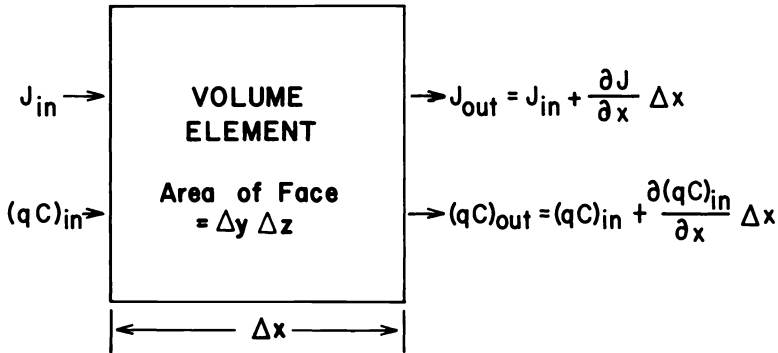 J_in → VOLUME ELEMENT → J_out = J_in + ∂J/∂x Δx
Area of Face = Δy Δz
(qC)_in → → (qC)_out = (qC)_in + ∂(qC)_in/∂x Δx
Δx